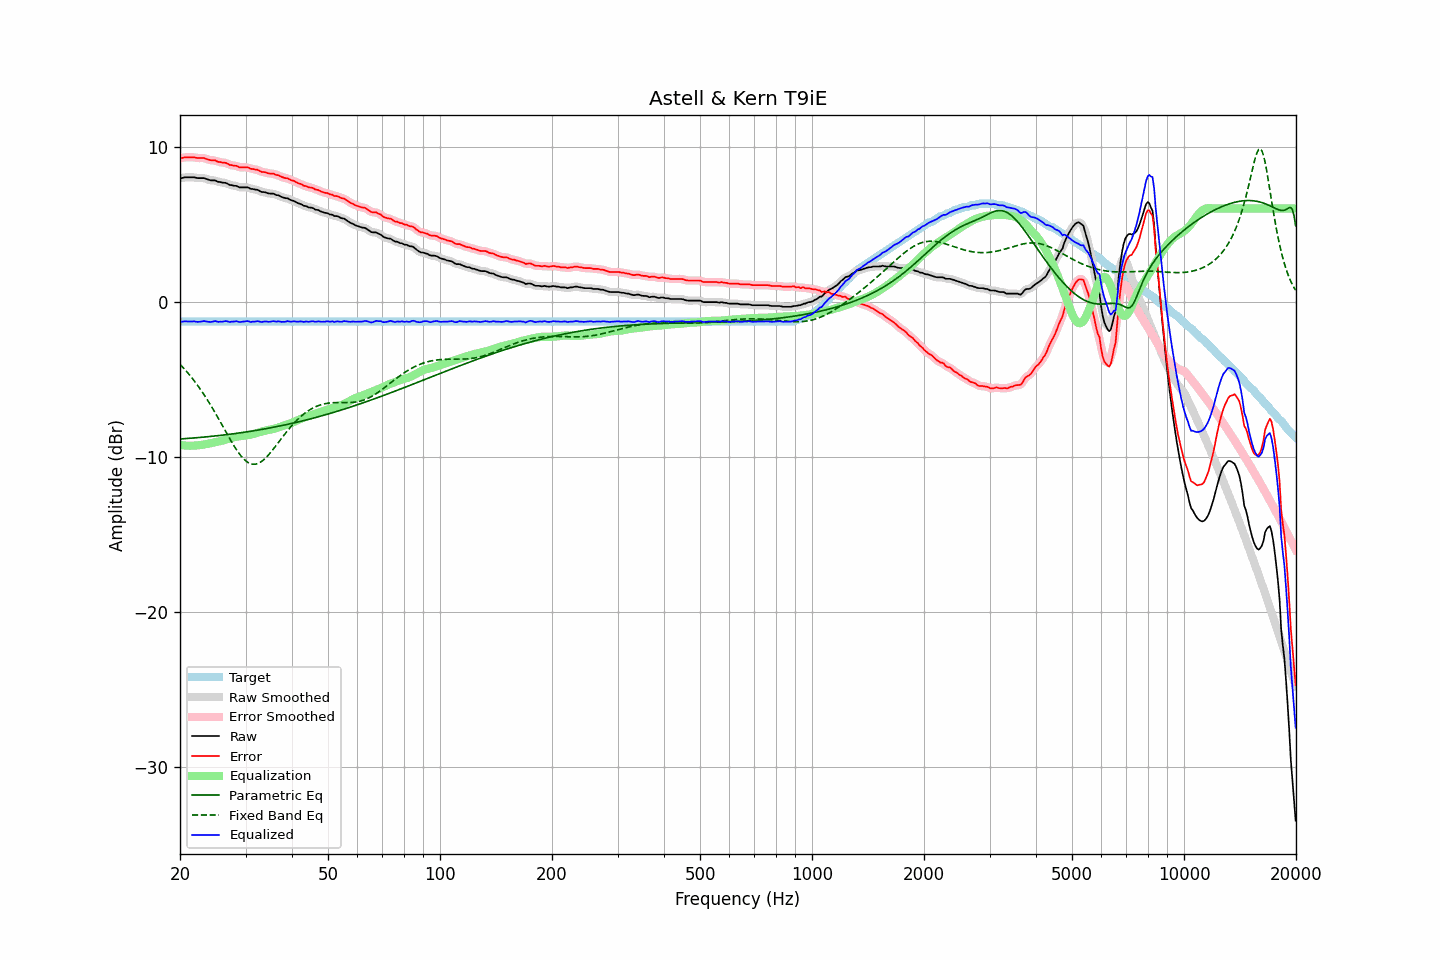 Astell & Kern T9iE
Amplitude (dBr)
10
0
−10
−20
−30
Target
Raw Smoothed
Error Smoothed
Raw
Error
Equalization
Parametric Eq
Fixed Band Eq
Equalized
20 50 100 200 500 1000 2000 5000 10000 20000
Frequency (Hz)